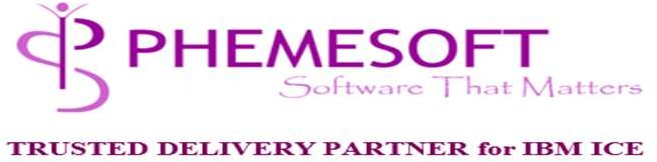 PHEMESOFT
Software That Matters
TRUSTED DELIVERY PARTNER for IBM ICE